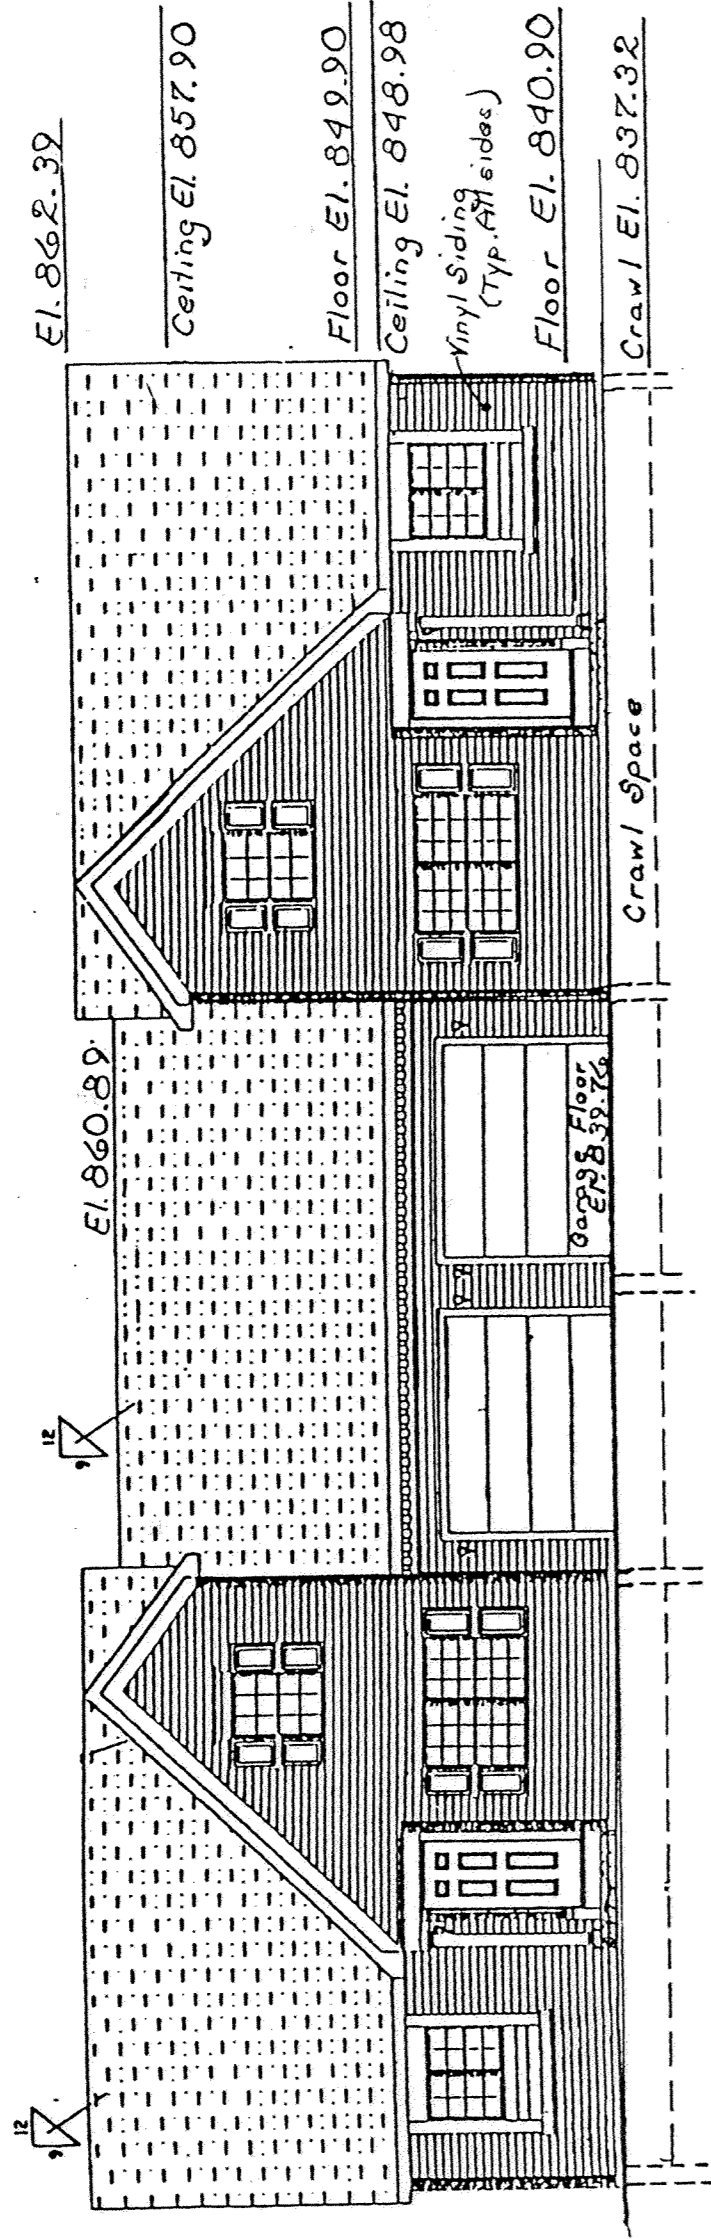 El. 862.39
Ceiling El. 857.90
Floor El. 849.90
Ceiling El. 848.98
Vinyl Siding
(Typ. All sides)
Floor El. 840.90
Crawl El. 837.32
Crawl Space
El. 860.89
Garage Floor
El. 839.76
12
9
12
9